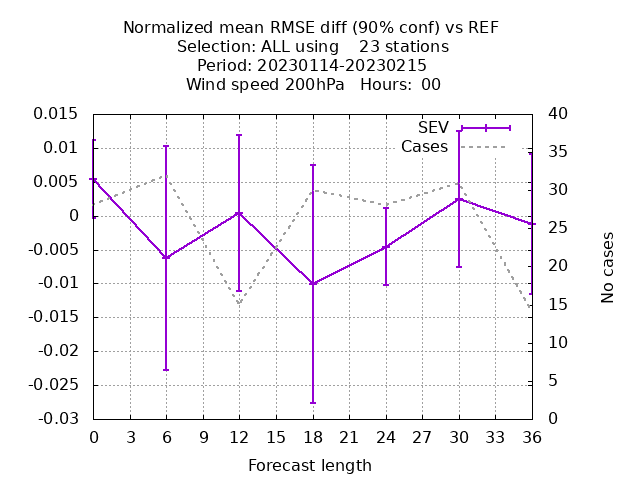 Normalized mean RMSE diff (90% conf) vs REF
Selection: ALL using    23 stations
Period: 20230114-20230215
Wind speed 200hPa   Hours:  00
0.015
0.01
0.005
0
-0.005
-0.01
-0.015
-0.02
-0.025
-0.03
SEV
Cases
40
35
30
25
20
15
10
5
0
No cases
0 3 6 9 12 15 18 21 24 27 30 33 36
Forecast length